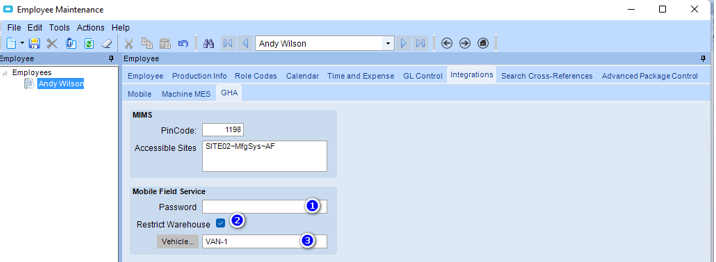 Employee Maintenance
File Edit Tools Actions Help
Andy Wilson
Employee
Employee
Employees
Andy Wilson
Employee Production Info Role Codes Calendar Time and Expense GL Control Integrations Search Cross-References Advanced Package Control
Mobile Machine MES GHA
MIMS
PinCode: 1198
Accessible Sites SITE02~MfgSys~AF
Mobile Field Service
Password 1
Restrict Warehouse 2
Vehicle... VAN-1 3